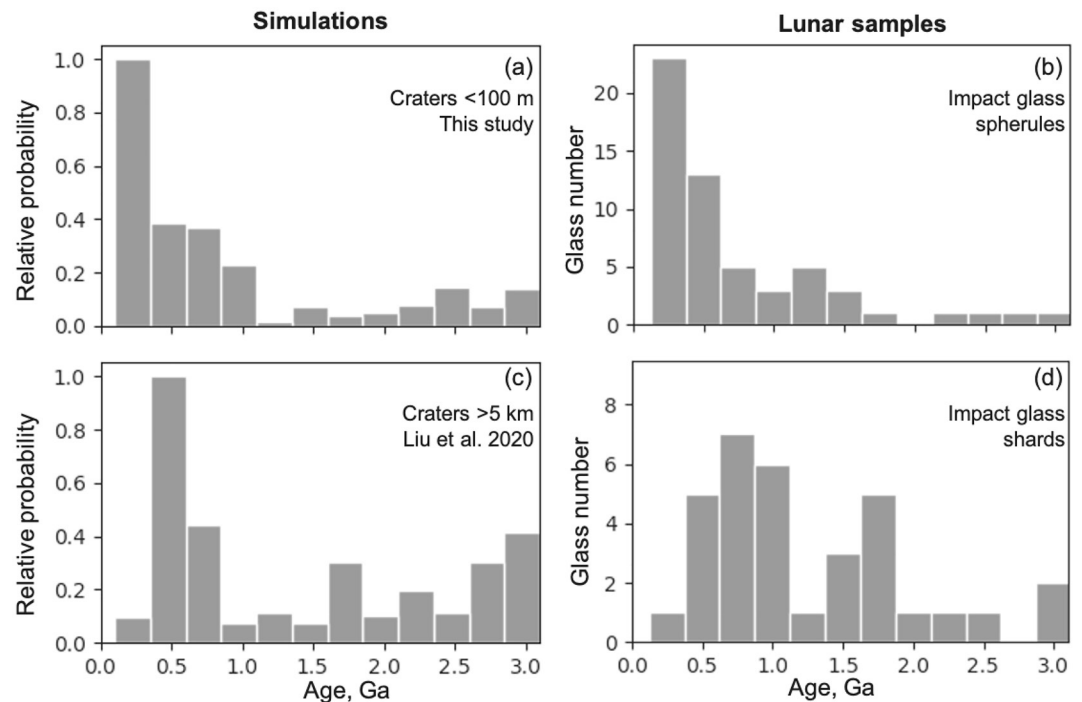 Simulations
Lunar samples
(a)
Craters <100 m
This study
Relative probability
1.0
0.8
0.6
0.4
0.2
0.0
(b)
Impact glass
spherules
Glass number
20
15
10
5
0
(c)
Craters >5 km
Liu et al. 2020
Relative probability
1.0
0.8
0.6
0.4
0.2
0.0
0.0 0.5 1.0 1.5 2.0 2.5 3.0
Age, Ga
(d)
Impact glass
shards
Glass number
8
6
4
2
0
0.0 0.5 1.0 1.5 2.0 2.5 3.0
Age, Ga